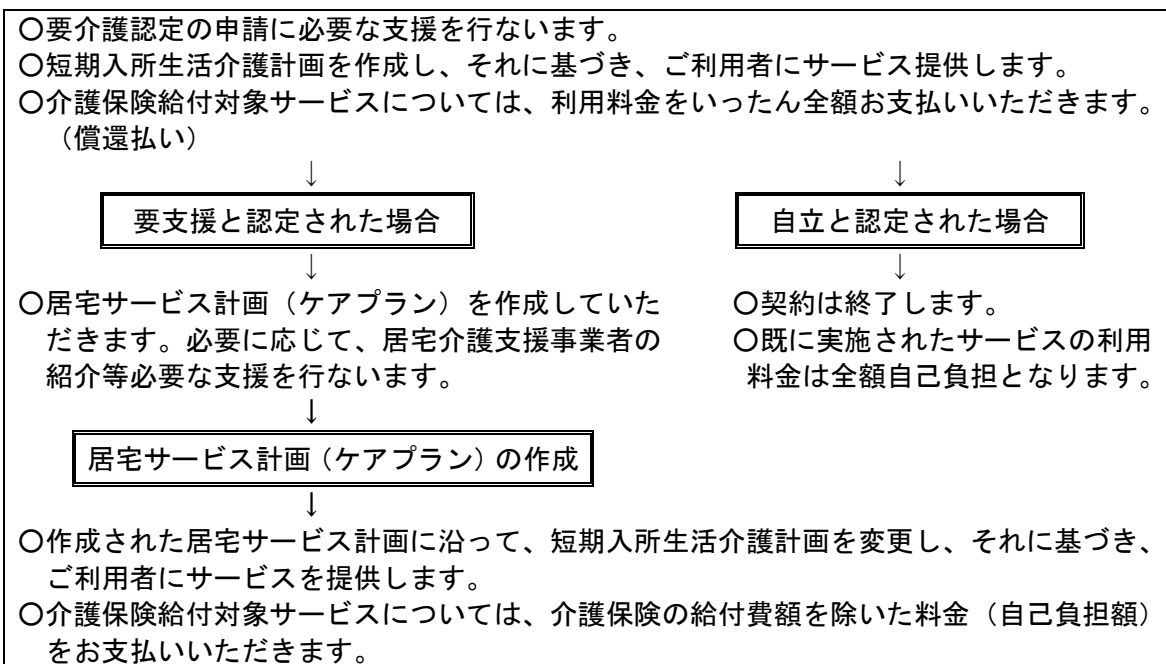 〇要介護認定の申請に必要な支援を行ないます。
〇短期入所生活介護計画を作成し、それに基づき、ご利用者にサービス提供します。
〇介護保険給付対象サービスについては、利用料金をいったん全額お支払いいただきます。
（償還払い）
↓
↓
要支援と認定された場合
自立と認定された場合
↓
↓
〇居宅サービス計画（ケアプラン）を作成していた
だきます。必要に応じて、居宅介護支援事業者の
紹介等必要な支援を行ないます。
〇契約は終了します。
〇既に実施されたサービスの利用
料金は全額自己負担となります。
↓
居宅サービス計画（ケアプラン）の作成
↓
〇作成された居宅サービス計画に沿って、短期入所生活介護計画を変更し、それに基づき、
ご利用者にサービスを提供します。
〇介護保険給付対象サービスについては、介護保険の給付費額を除いた料金（自己負担額）
をお支払いいただきます。